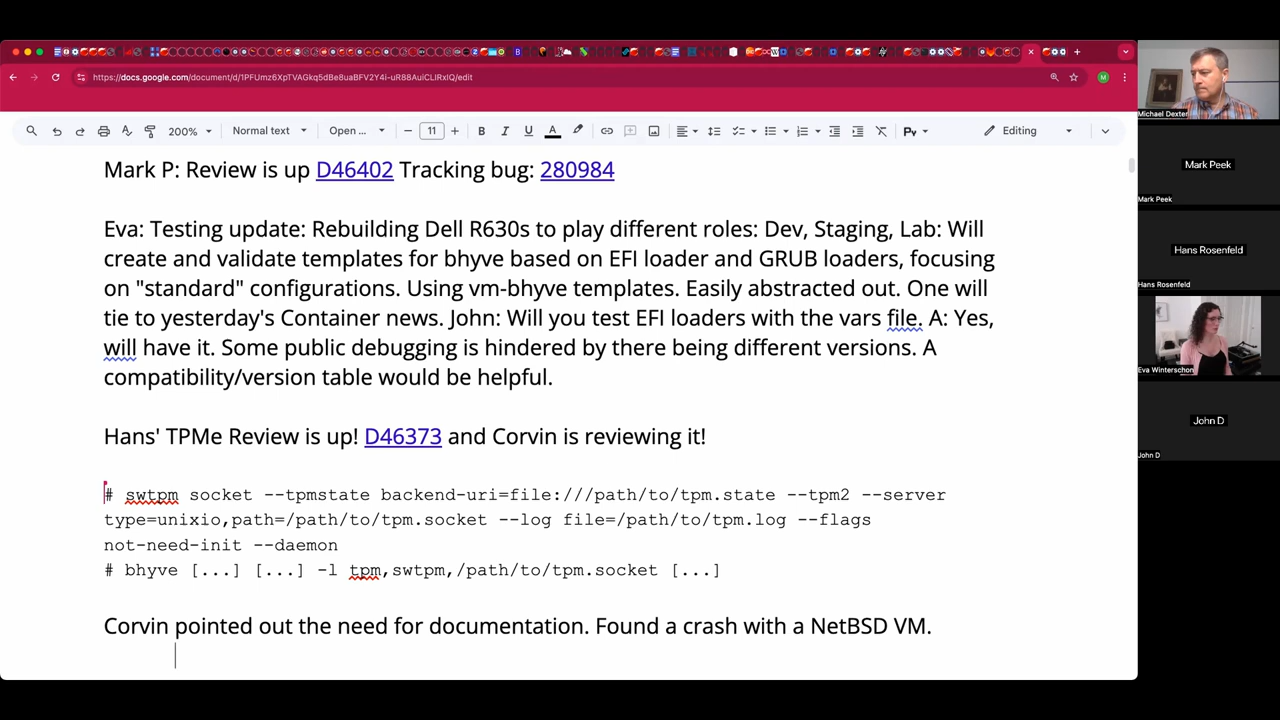 https://docs.google.com/document/d/1PFUmz6XpTVAGkq5dBe8uaBFV2Y4i-uR88AuiCLIRxIQ/edit
M
200%
Normal text
Open ...
11
Editing
Mark P: Review is up D46402 Tracking bug: 280984
Eva: Testing update: Rebuilding Dell R630s to play different roles: Dev, Staging, Lab: Will
create and validate templates for bhyve based on EFI loader and GRUB loaders, focusing
on "standard" configurations. Using vm-bhyve templates. Easily abstracted out. One will
tie to yesterday's Container news. John: Will you test EFI loaders with the vars file. A: Yes,
will have it. Some public debugging is hindered by there being different versions. A
compatibility/version table would be helpful.
Hans' TPMe Review is up! D46373 and Corvin is reviewing it!
# swtpm socket --tpmstate backend-uri=file:///path/to/tpm.state --tpm2 --server
type=unixio,path=/path/to/tpm.socket --log file=/path/to/tpm.log --flags
not-need-init --daemon
# bhyve [...] [...] -l tpm,swtpm,/path/to/tpm.socket [...]
Corvin pointed out the need for documentation. Found a crash with a NetBSD VM.
Michael Dexter
Mark Peek
Mark Peek
Hans Rosenfeld
Hans Rosenfeld
Eva Winterschon
John D
John D